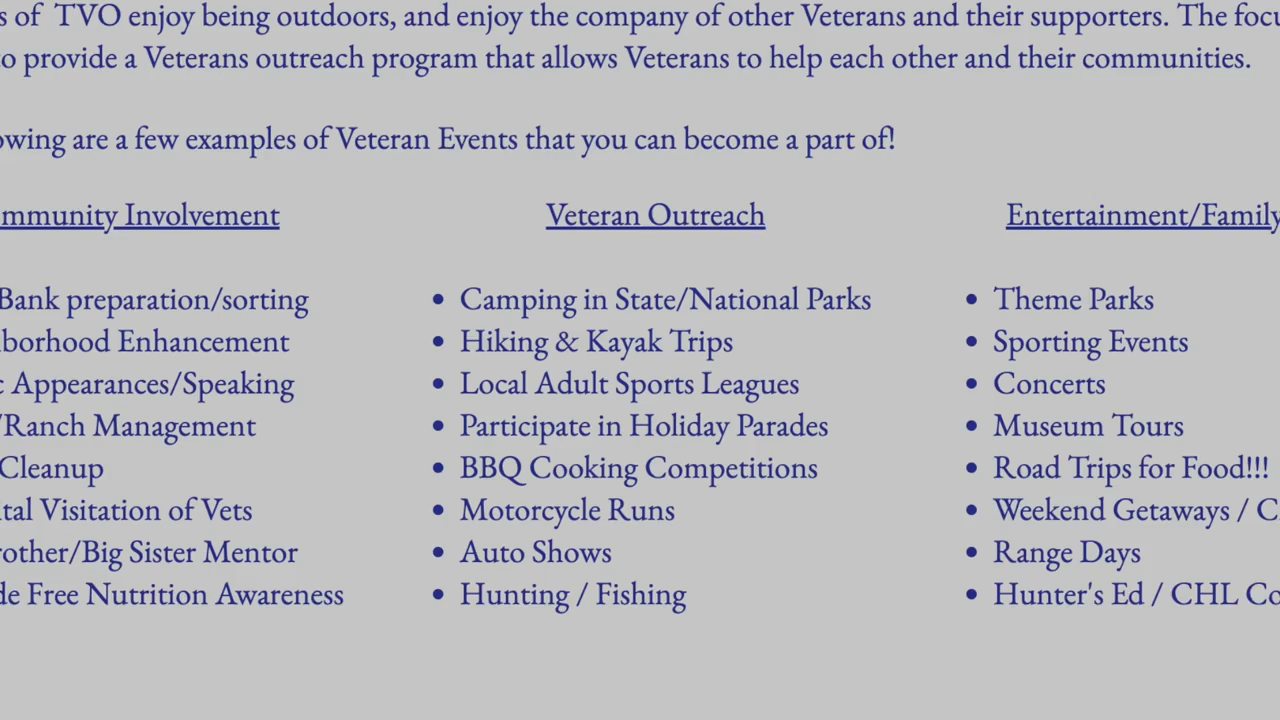 s of TVO enjoy being outdoors, and enjoy the company of other Veterans and their supporters. The focu
to provide a Veterans outreach program that allows Veterans to help each other and their communities.
owing are a few examples of Veteran Events that you can become a part of!
mmunity Involvement
Bank preparation/sorting
borhood Enhancement
c Appearances/Speaking
/Ranch Management
Cleanup
ital Visitation of Vets
rother/Big Sister Mentor
de Free Nutrition Awareness
Veteran Outreach
• Camping in State/National Parks
• Hiking & Kayak Trips
• Local Adult Sports Leagues
• Participate in Holiday Parades
• BBQ Cooking Competitions
• Motorcycle Runs
• Auto Shows
• Hunting / Fishing
Entertainment/Family
• Theme Parks
• Sporting Events
• Concerts
• Museum Tours
• Road Trips for Food!!!
• Weekend Getaways / C
• Range Days
• Hunter's Ed / CHL Co